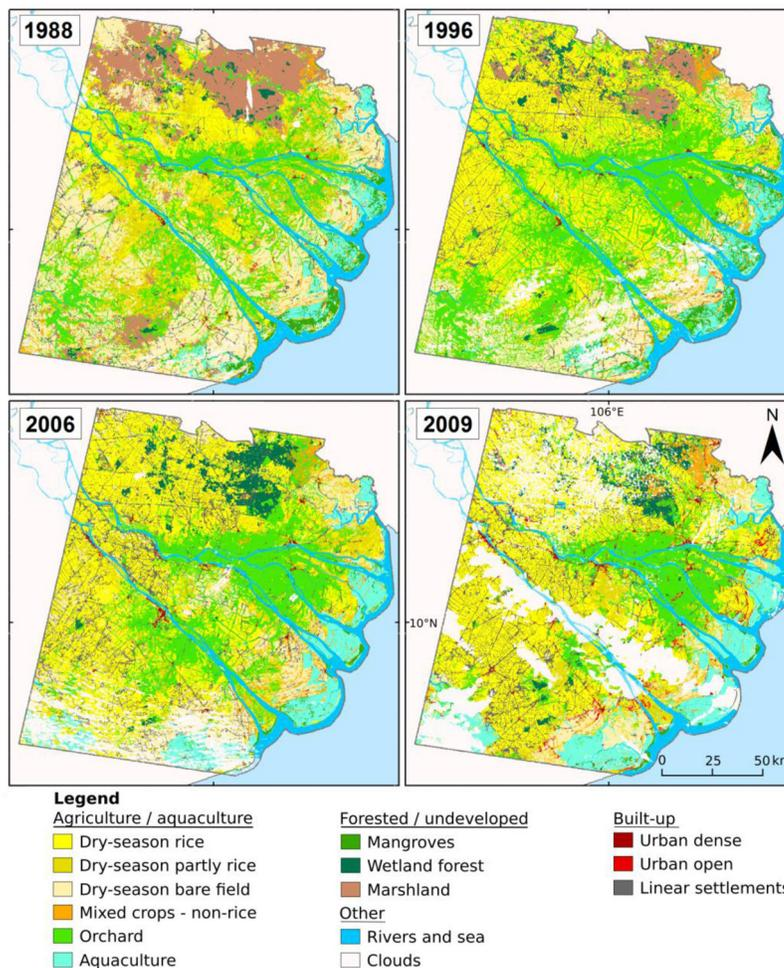 1988
1996
2006
2009
106°E
N
10°N
0 25 50 km
Legend
Agriculture / aquaculture
Dry-season rice
Dry-season partly rice
Dry-season bare field
Mixed crops - non-rice
Orchard
Aquaculture
Forested / undeveloped
Mangroves
Wetland forest
Marshland
Other
Rivers and sea
Clouds
Built-up
Urban dense
Urban open
Linear settlements